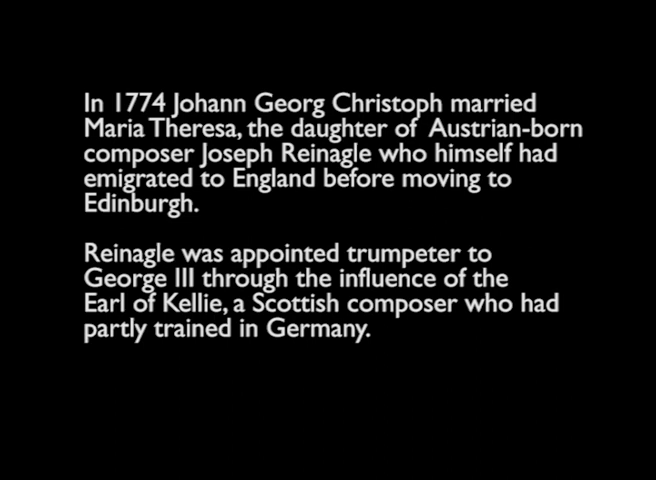 In 1774 Johann Georg Christoph married
Maria Theresa, the daughter of Austrian-born
composer Joseph Reinagle who himself had
emigrated to England before moving to
Edinburgh.
Reinagle was appointed trumpeter to
George III through the influence of the
Earl of Kellie, a Scottish composer who had
partly trained in Germany.